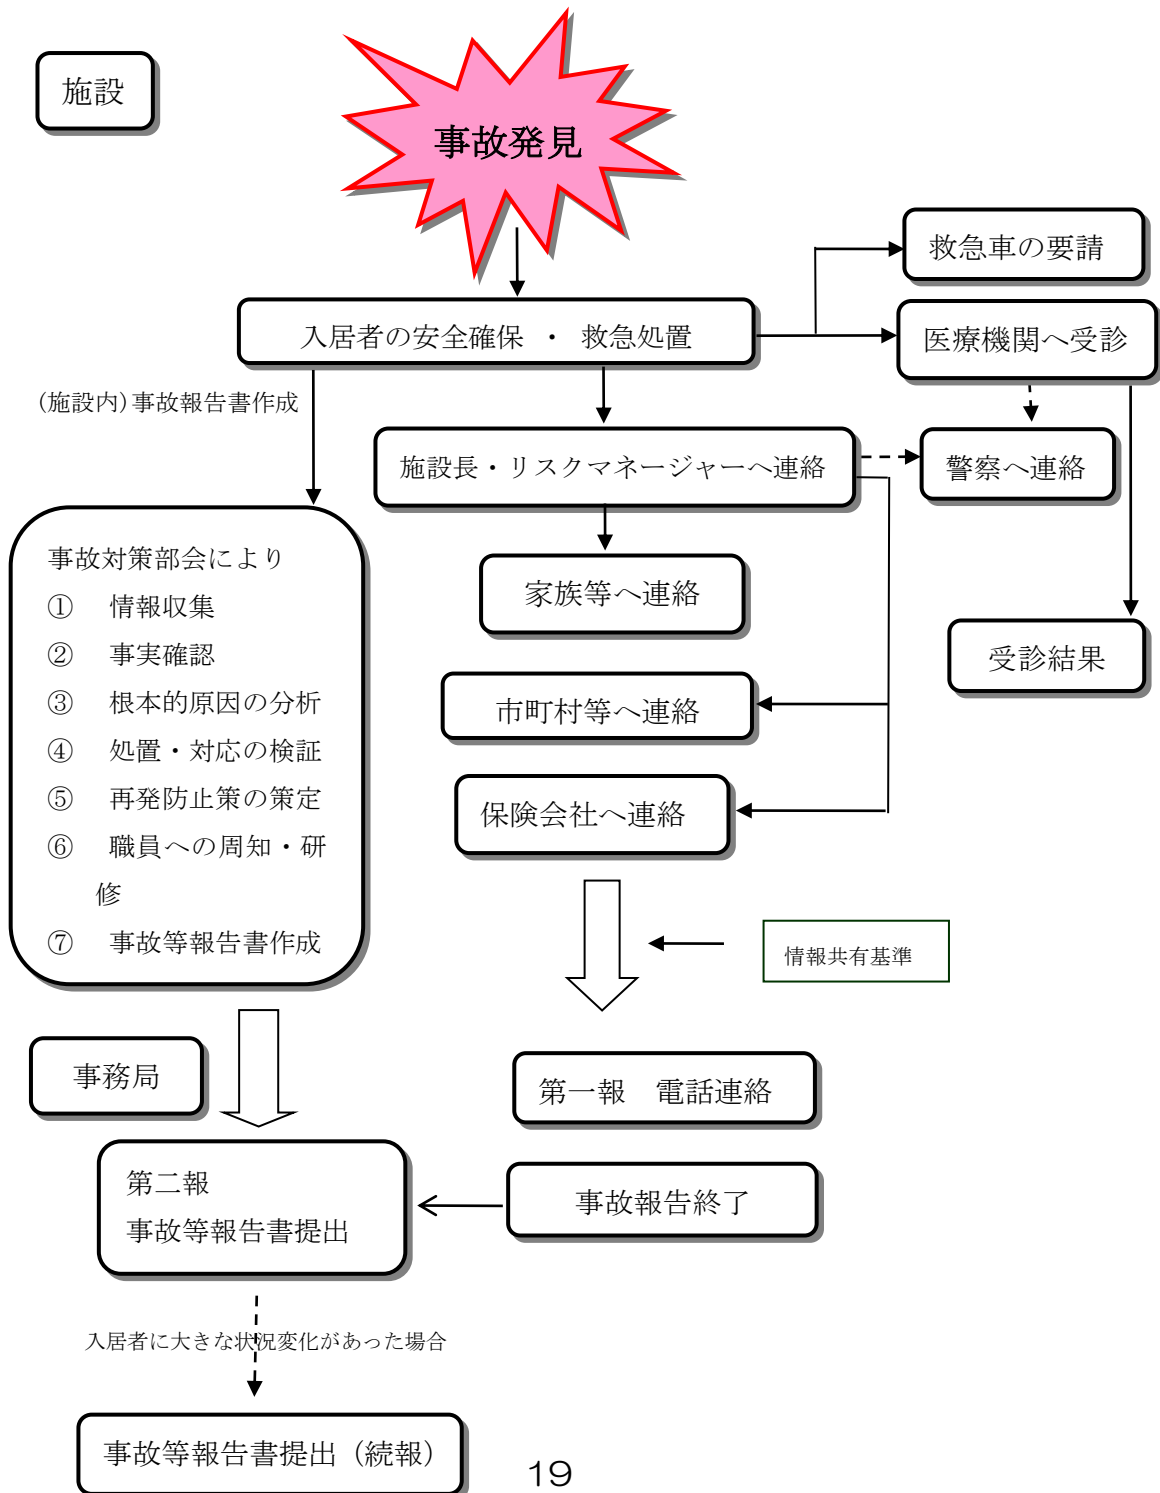 施設
事故発見
救急車の要請
入居者の安全確保 ・ 救急処置
医療機関へ受診
(施設内)事故報告書作成
施設長・リスクマネージャーへ連絡
警察へ連絡
事故対策部会により
① 情報収集
② 事実確認
③ 根本的原因の分析
④ 処置・対応の検証
⑤ 再発防止策の策定
⑥ 職員への周知・研
修
⑦ 事故等報告書作成
家族等へ連絡
受診結果
市町村等へ連絡
保険会社へ連絡
情報共有基準
事務局
第一報 電話連絡
第二報
事故等報告書提出
事故報告終了
入居者に大きな状況変化があった場合
事故等報告書提出（続報）
19